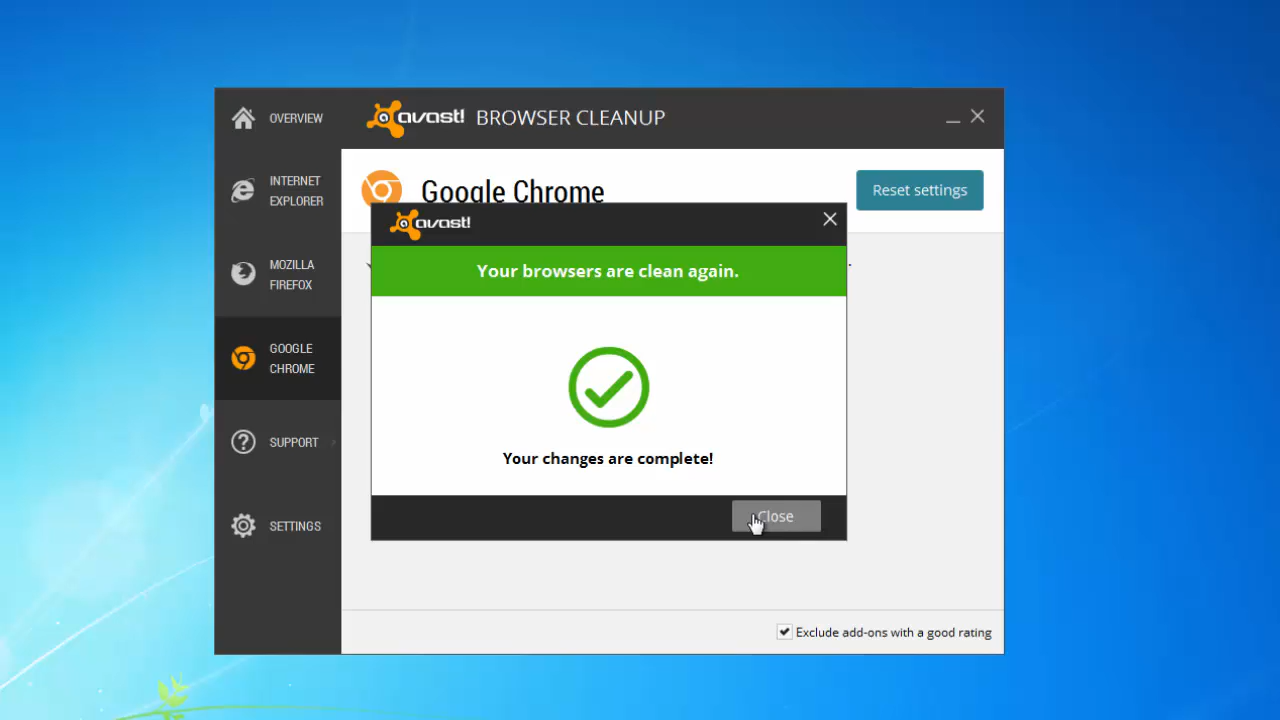 OVERVIEW
avast! BROWSER CLEANUP
INTERNET
EXPLORER
Google Chrome
Reset settings
avast!
MOZILLA
FIREFOX
Your browsers are clean again.
GOOGLE
CHROME
SUPPORT
Your changes are complete!
SETTINGS
Close
Exclude add-ons with a good rating